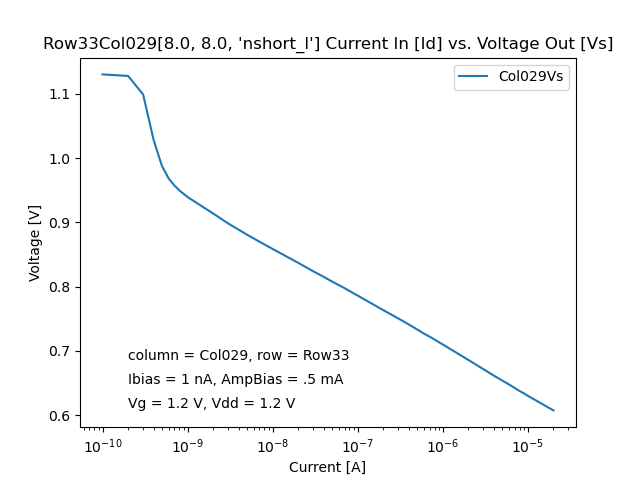 Row33Col029[8.0, 8.0, 'nshort_l'] Current In [Id] vs. Voltage Out [Vs]
Col029Vs
1.1
1.0
0.9
0.8
0.7
0.6
Voltage [V]
column = Col029, row = Row33
Ibias = 1 nA, AmpBias = .5 mA
Vg = 1.2 V, Vdd = 1.2 V
10⁻¹⁰ 10⁻⁹ 10⁻⁸ 10⁻⁷ 10⁻⁶ 10⁻⁵
Current [A]